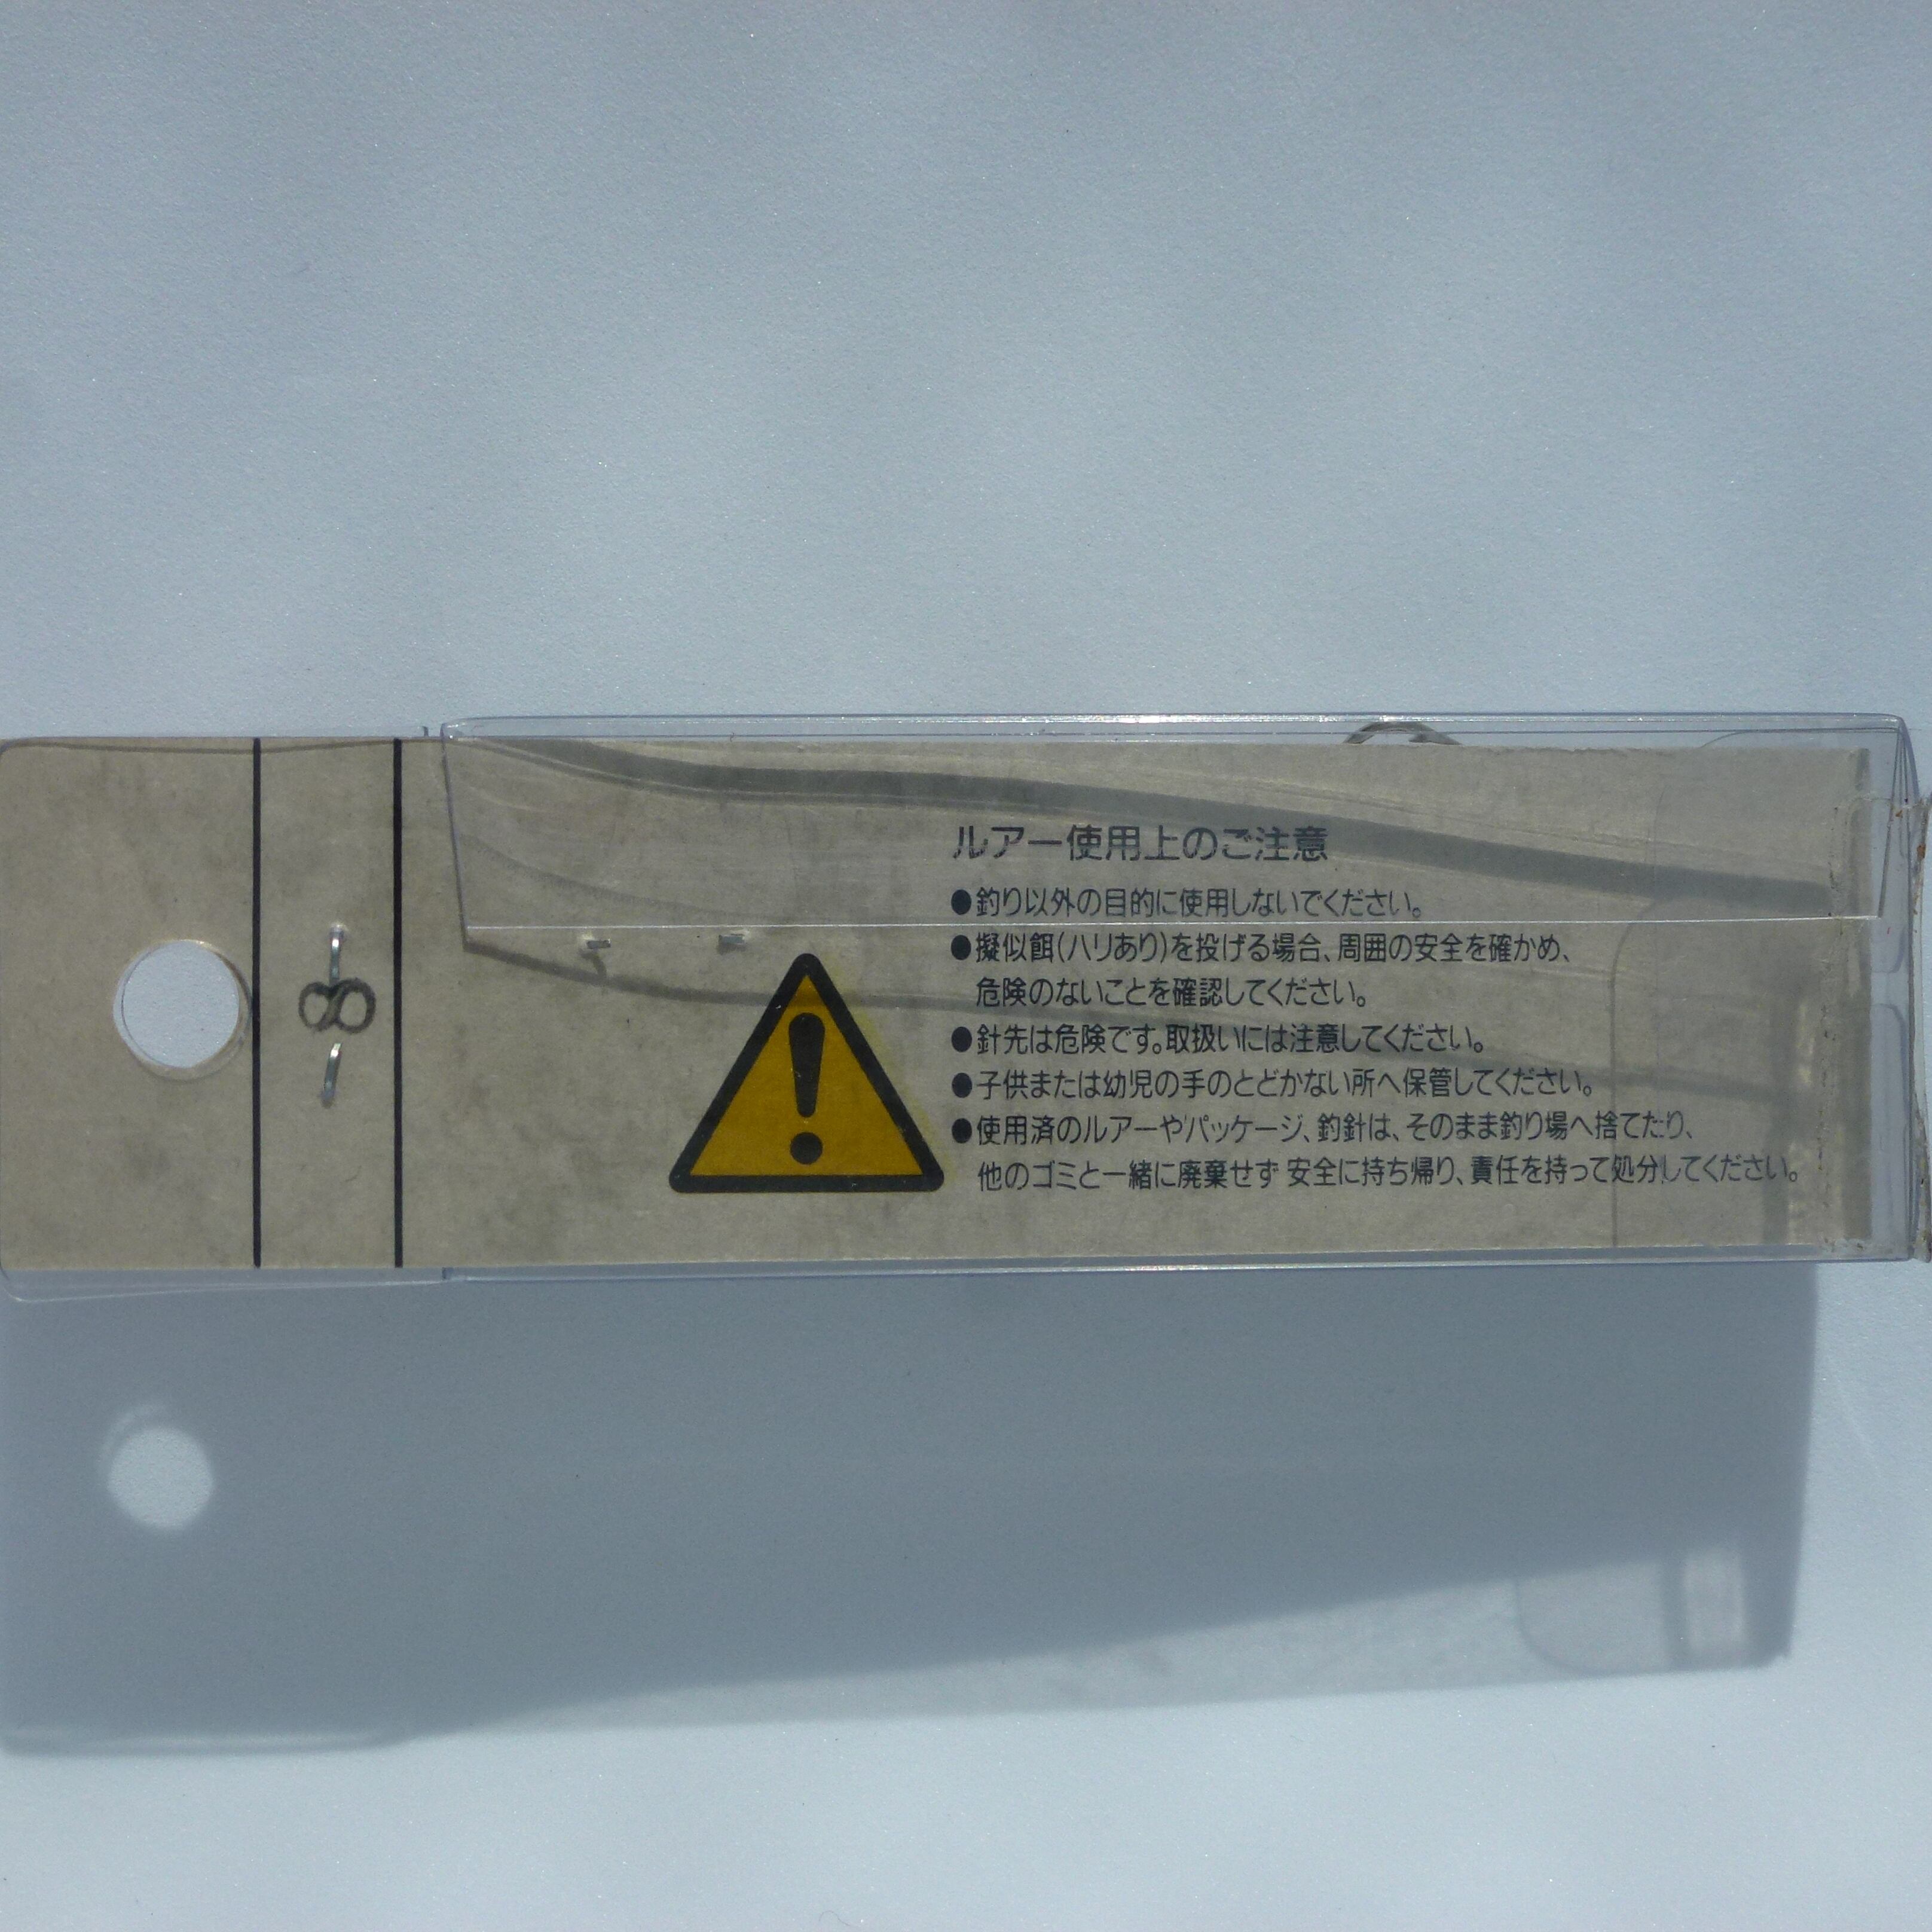 ルアー使用上のご注意
●釣り以外の目的に使用しないでください。
●擬似餌(ハリあり)を投げる場合、周囲の安全を確かめ、
危険のないことを確認してください。
●針先は危険です。取扱いには注意してください。
●子供または幼児の手のとどかない所へ保管してください。
●使用済のルアーやパッケージ、釣針は、そのまま釣り場へ捨てたり、
他のゴミと一緒に廃棄せず 安全に持ち帰り、責任を持って処分してください。